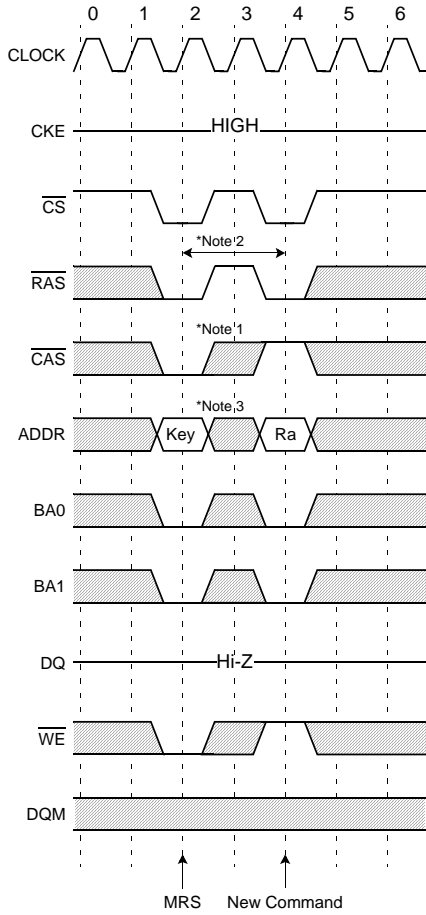 0 1 2 3 4 5 6
CLOCK
CKE HIGH
CS
*Note 2
RAS
*Note 1
CAS
*Note 3
ADDR Key Ra
BA0
BA1
DQ Hi-Z
WE
DQM
MRS New Command